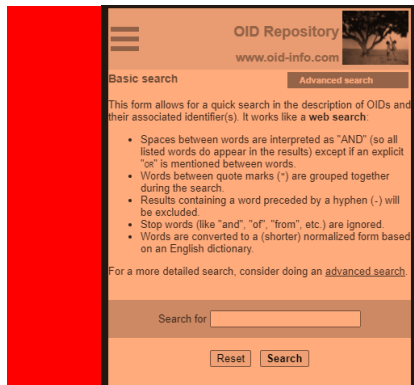 OID Repository
www.oid-info.com
Basic search
Advanced search
This form allows for a quick search in the description of OIDs and
their associated identifier(s). It works like a web search:
• Spaces between words are interpreted as "AND" (so all
listed words do appear in the results) except if an explicit
"OR" is mentioned between words.
• Words between quote marks (") are grouped together
during the search.
• Results containing a word preceded by a hyphen (-) will
be excluded.
• Stop words (like "and", "of", "from", etc.) are ignored.
• Words are converted to a (shorter) normalized form based
on an English dictionary.
For a more detailed search, consider doing an advanced search.
Search for
Reset Search